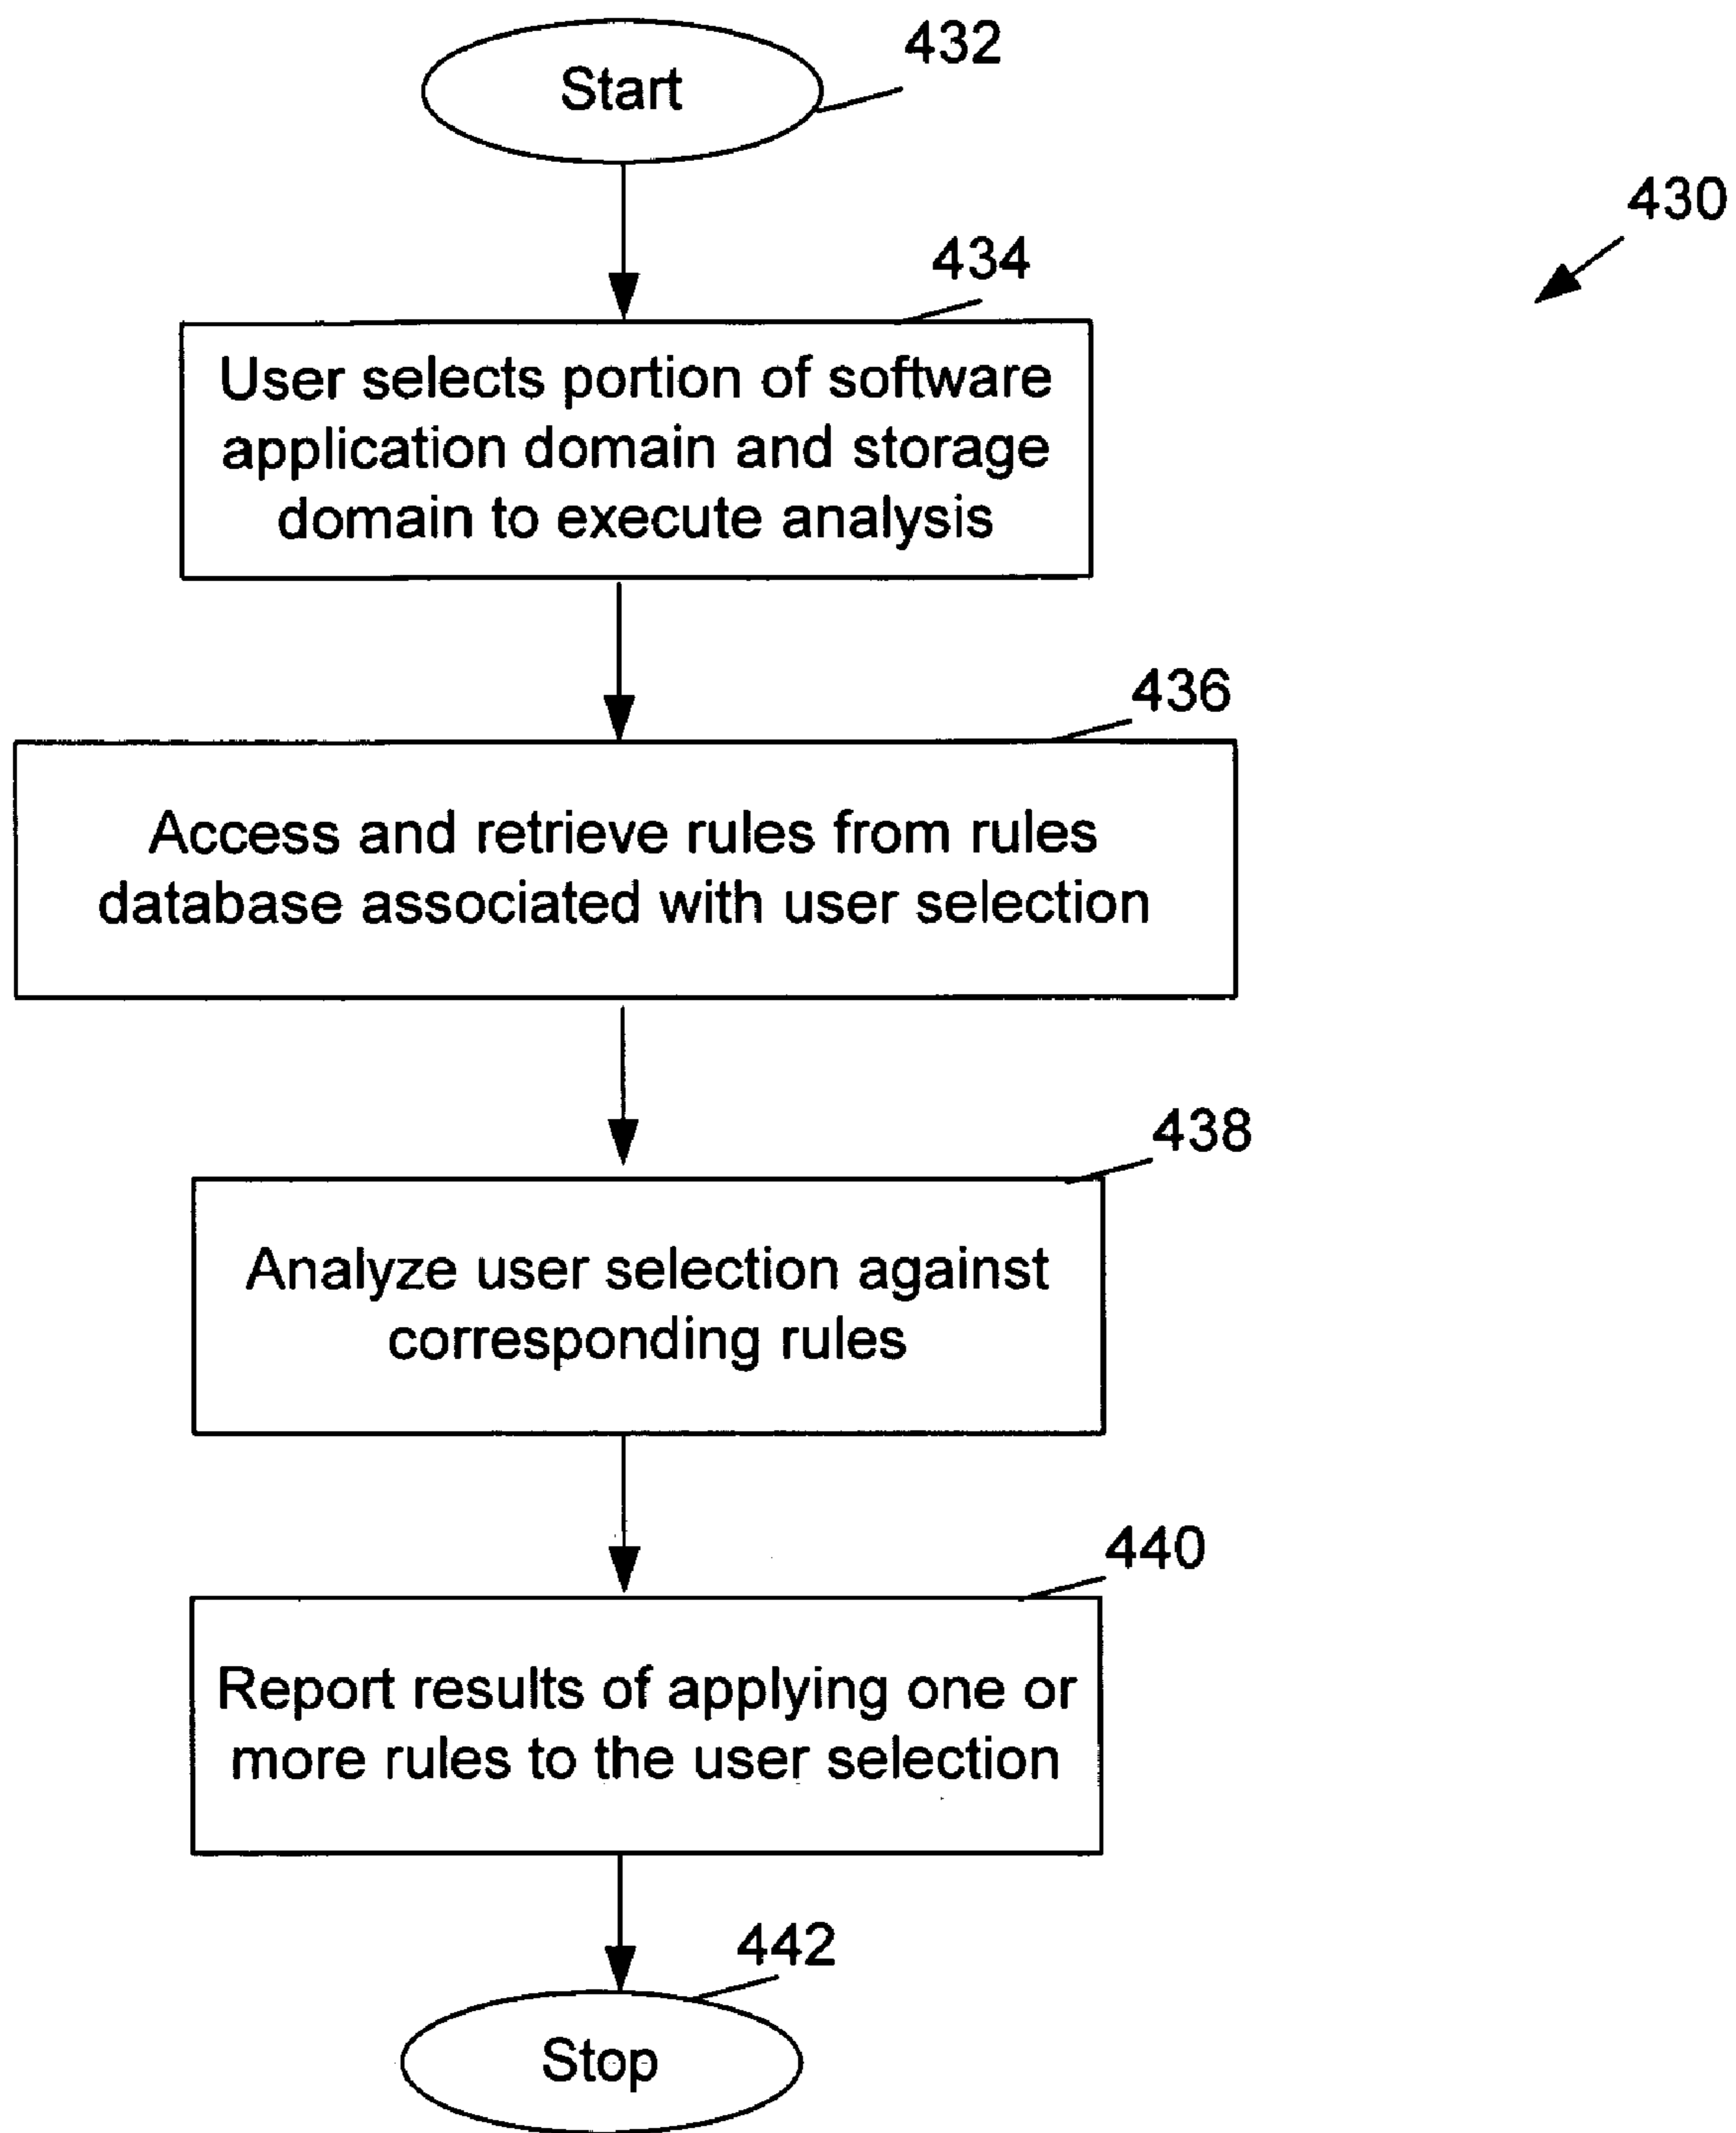 432
Start
430
434
User selects portion of software
application domain and storage
domain to execute analysis
436
Access and retrieve rules from rules
database associated with user selection
438
Analyze user selection against
corresponding rules
440
Report results of applying one or
more rules to the user selection
442
Stop